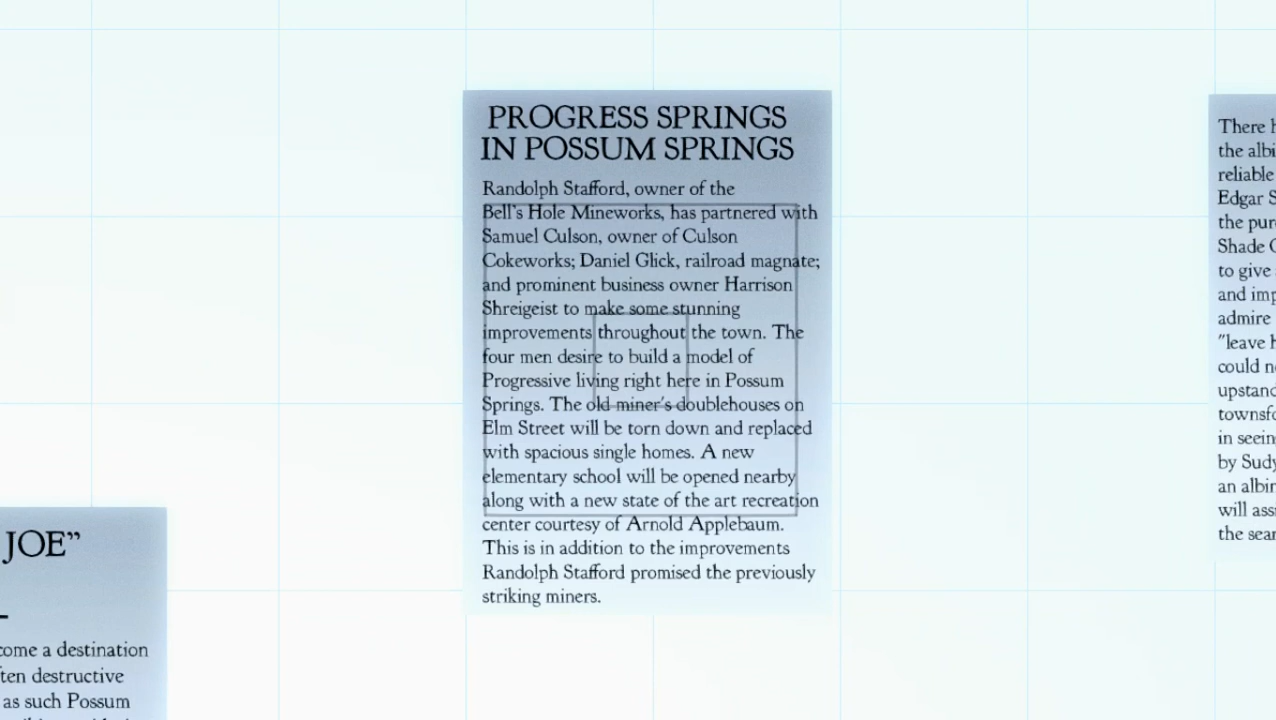 PROGRESS SPRINGS
IN POSSUM SPRINGS
Randolph Stafford, owner of the
Bell's Hole Mineworks, has partnered with
Samuel Culson, owner of Culson
Cokeworks; Daniel Glick, railroad magnate;
and prominent business owner Harrison
Shreigeist to make some stunning
improvements throughout the town. The
four men desire to build a model of
Progressive living right here in Possum
Springs. The old miner's doublehouses on
Elm Street will be torn down and replaced
with spacious single homes. A new
elementary school will be opened nearby
along with a new state of the art recreation
center courtesy of Arnold Applebaum.
This is in addition to the improvements
Randolph Stafford promised the previously
striking miners.
JOE”
come a destination
ten destructive
as such Possum
There
the albi
reliable
Edgar S
the pur
Shade
to give
and imp
admire
"leave
could
upstand
townsfo
in seein
by Sudy
an albin
will ass
the sear